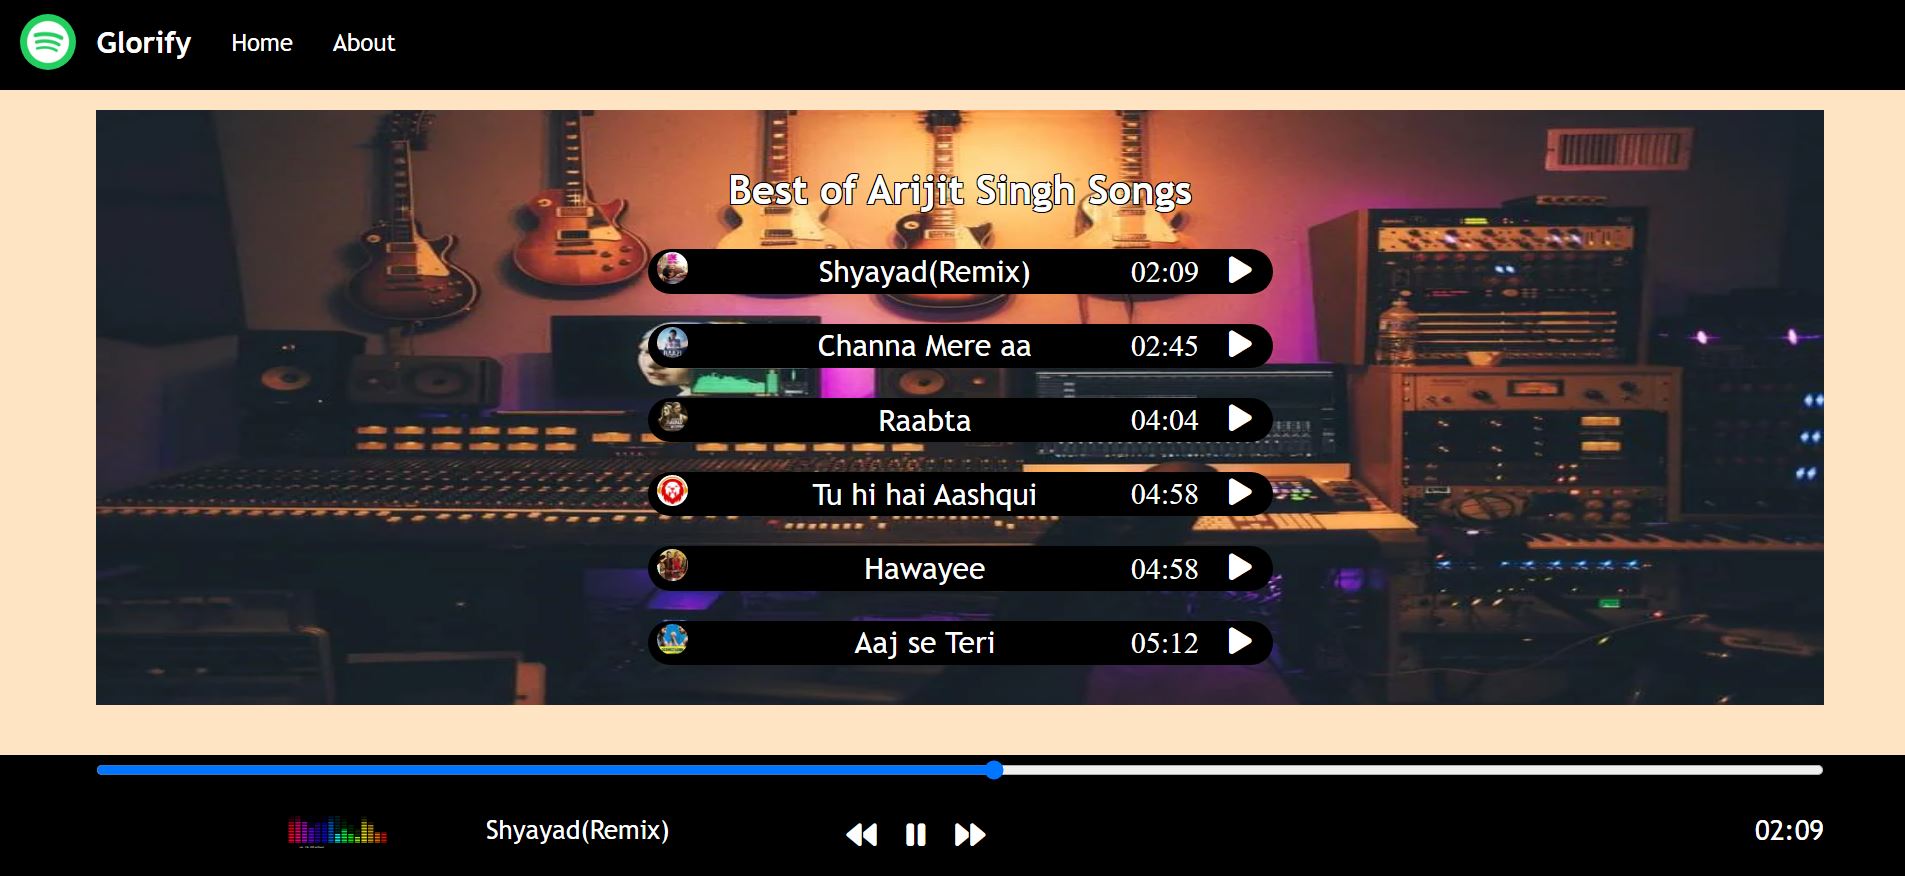 Glorify Home About
Best of Arijit Singh Songs
Shyayad(Remix) 02:09
Channa Mere aa 02:45
Raabta 04:04
Tu hi hai Aashqui 04:58
Hawayee 04:58
Aaj se Teri 05:12
Shyayad(Remix) 02:09